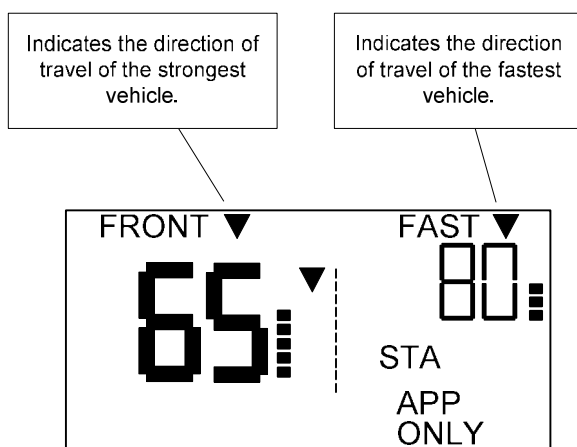 Indicates the direction of
travel of the strongest
vehicle.
Indicates the direction
of travel of the fastest
vehicle.
FRONT ▼
FAST ▼
65 ▼
80
STA
APP
ONLY